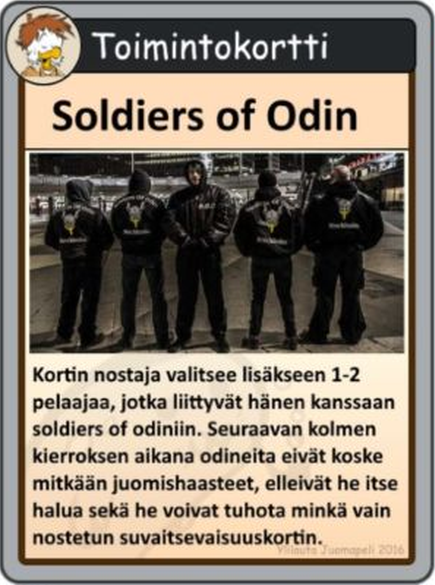 Toimintokortti
Soldiers of Odin
Kortin nostaja valitsee lisäkseen 1-2
pelaajaa, jotka liittyvät hänen kanssaan
soldiers of odiniin. Seuraavan kolmen
kierroksen aikana odineita eivät koske
mitkään juomishaasteet, elleivät he itse
halua sekä he voivat tuhota minkä vain
nostetun suvaitsevaisuuskortin.
Juomapeli 2016